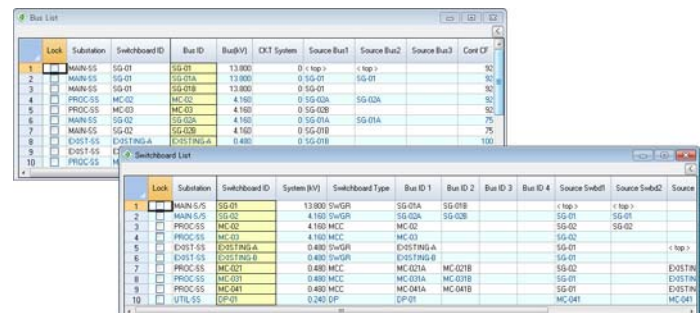 Bus List
Lock Substation Switchboard ID Bus ID Bus(kV) CKT System Source Bus1 Source Bus2 Source Bus3 Cont CF
1 MAIN-SS SG-01 SG-01 13.800 0 < top > < top > 92
2 MAIN-SS SG-01 SG-01A 13.800 0 SG-01 SG-01 92
3 MAIN-SS SG-01 SG-01B 13.800 0 SG-01 92
4 PROC-SS MC-02 MC-02 4.160 0 SG-02A SG-02A 92
5 PROC-SS MC-03 MC-03 4.160 0 SG-02B 92
6 MAIN-SS SG-02 SG-02A 4.160 0 SG-01A SG-01A 75
7 MAIN-SS SG-02 SG-02B 4.160 0 SG-01B 75
8 EXIST-SS EXISTING-A EXISTING-A 0.480 0 SG-01B 100
9 EXIST-SS
10 PROC-SS
Switchboard List
Lock Substation Switchboard ID System (kV) Switchboard Type Bus ID 1 Bus ID 2 Bus ID 3 Bus ID 4 Source Swbd1 Source Swbd2 Source
1 MAIN-S/S SG-01 13.800 SWGR SG-01A SG-01B < top > < top >
2 MAIN-S/S SG-02 4.160 SWGR SG-02A SG-02B SG-01 SG-01
3 PROC-SS MC-02 4.160 MCC MC-02 SG-02 SG-02
4 PROC-SS MC-03 4.160 MCC MC-03 SG-02
5 EXIST-SS EXISTING-A 0.480 SWGR EXISTING-A SG-01 < top >
6 EXIST-SS EXISTING-B 0.480 SWGR EXISTING-B SG-01
7 PROC-SS MC-021 0.480 MCC MC-021A MC-021B SG-02 EXISTIN
8 PROC-SS MC-031 0.480 MCC MC-031A MC-031B SG-01 EXISTIN
9 PROC-SS MC-041 0.480 MCC MC-041A MC-041B SG-01 EXISTIN
10 UTIL-SS DP-01 0.240 DP DP-01 MC-041 MC-041